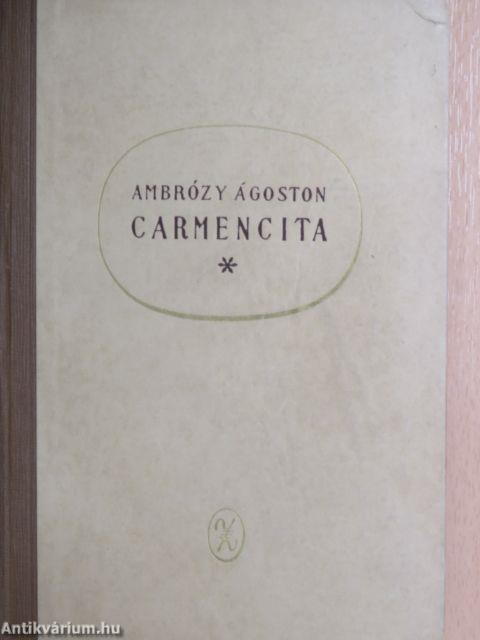 AMBRÓZY ÁGOSTON
CARMENCITA
*
Antikvárium.hu